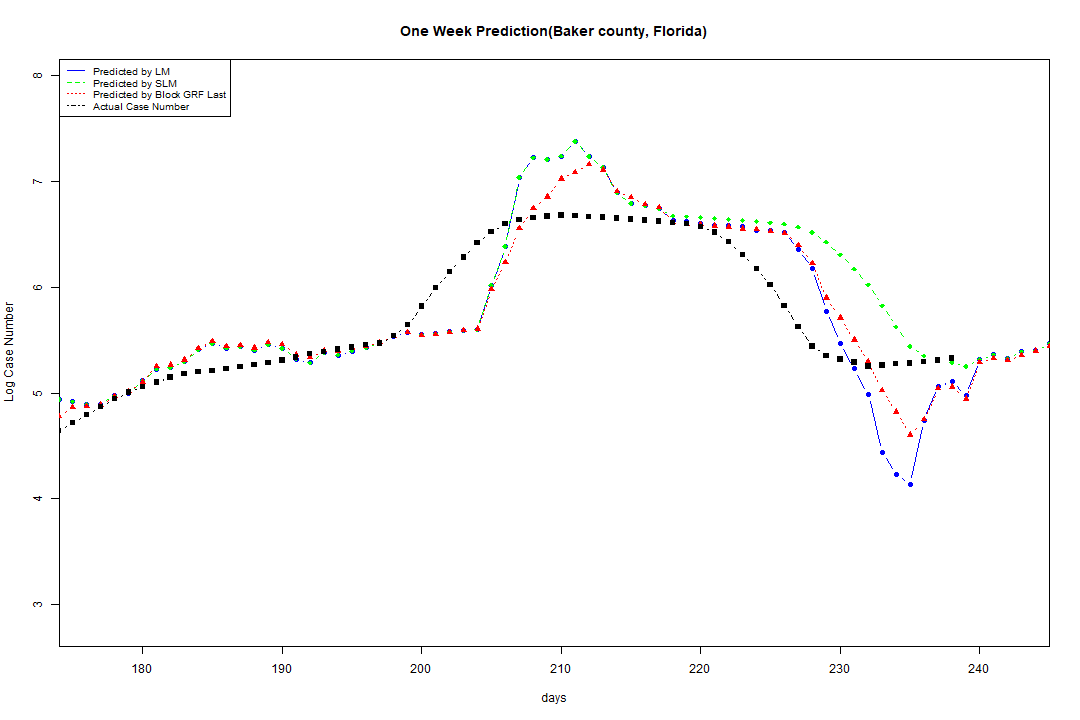 One Week Prediction(Baker county, Florida)
Predicted by LM
Predicted by SLM
Predicted by Block GRF Last
Actual Case Number
8
7
6
5
4
3
Log Case Number
180 190 200 210 220 230 240
days